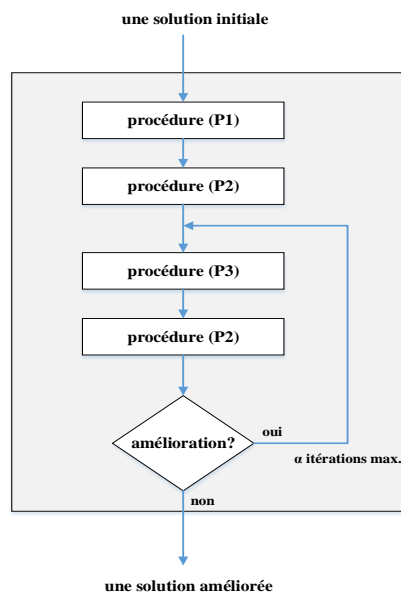 une solution initiale
procédure (P1)
procédure (P2)
procédure (P3)
procédure (P2)
amélioration?
oui
α itérations max.
non
une solution améliorée